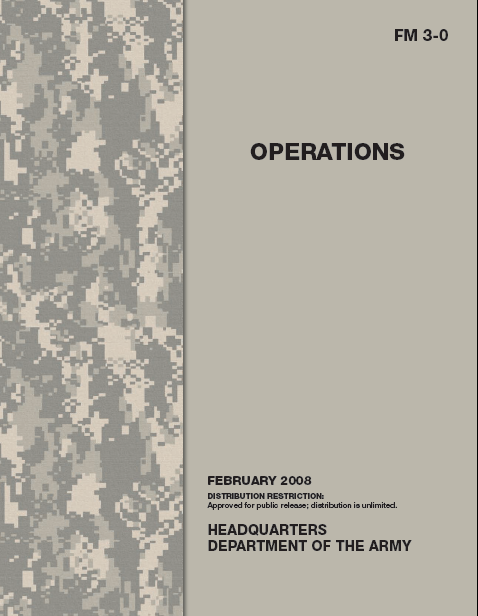 FM 3-0
OPERATIONS
FEBRUARY 2008
DISTRIBUTION RESTRICTION:
Approved for public release; distribution is unlimited.
HEADQUARTERS
DEPARTMENT OF THE ARMY